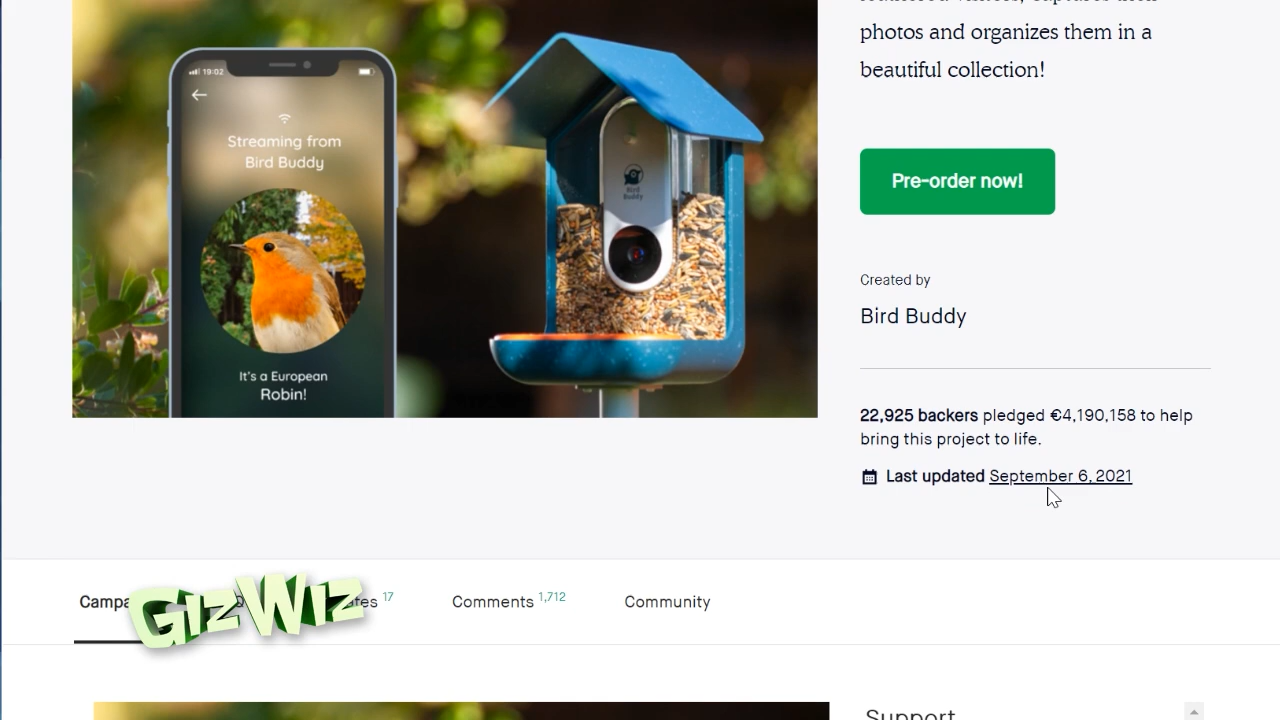 photos and organizes them in a
beautiful collection!
19:02
Streaming from
Bird Buddy
It's a European
Robin!
Bird
Buddy
Pre-order now!
Created by
Bird Buddy
22,925 backers pledged €4,190,158 to help
bring this project to life.
Last updated September 6, 2021
GizWiz
17
Comments 1,712
Community
Support